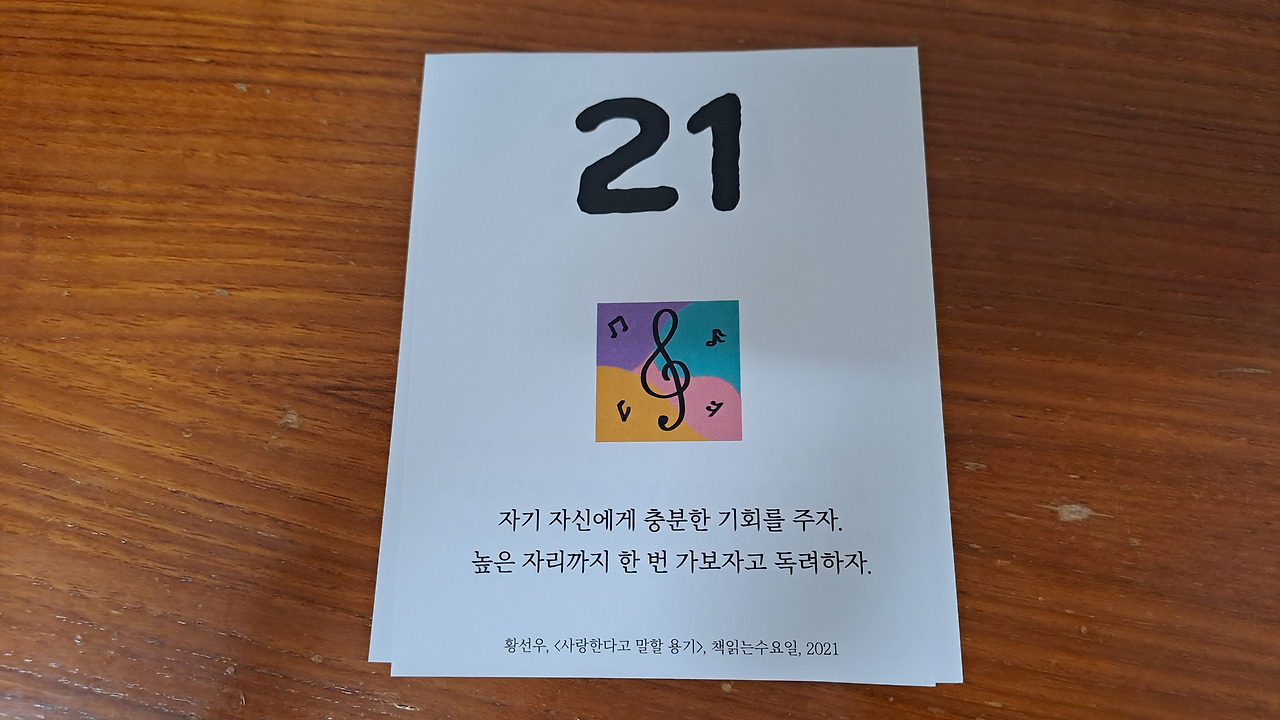 21
자기 자신에게 충분한 기회를 주자.
높은 자리까지 한 번 가보자고 독려하자.
황선우, <사랑한다고 말할 용기>, 책읽는수요일, 2021